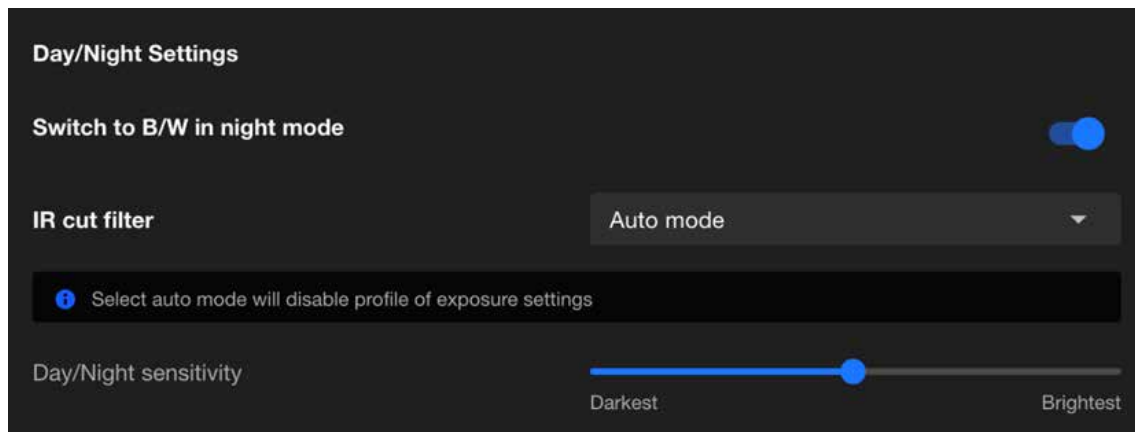 Day/Night Settings
Switch to B/W in night mode
IR cut filter
Auto mode
Select auto mode will disable profile of exposure settings
Day/Night sensitivity
Darkest
Brightest